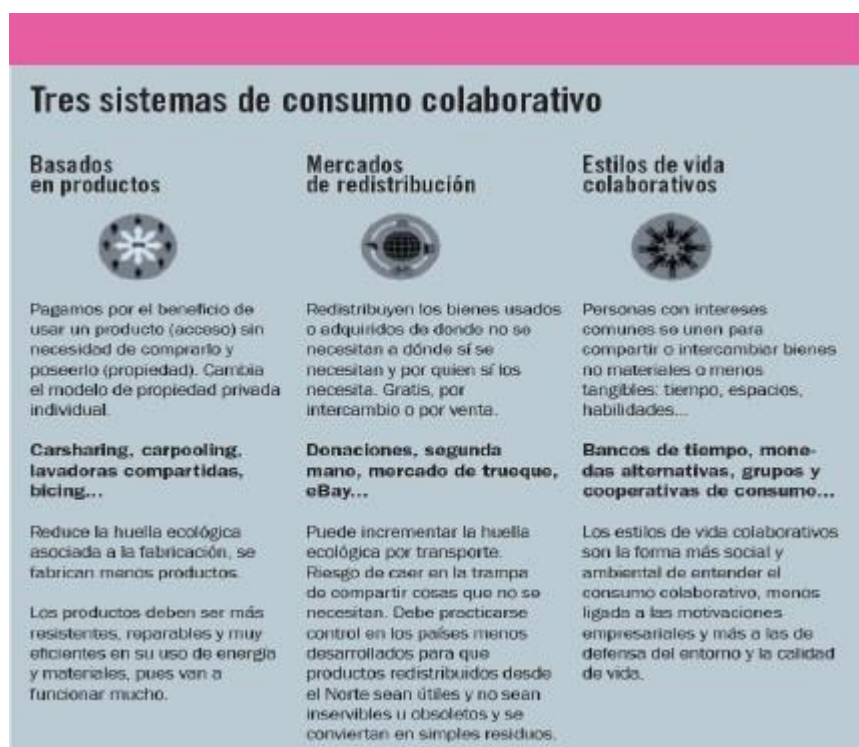 Tres sistemas de consumo colaborativo
Basados
en productos
Pagamos por el beneficio de
usar un producto (acceso) sin
necesidad de comprarlo y
poseerlo (propiedad). Cambia
el modelo de propiedad privada
individual.
Carsharing, carpooling,
lavadoras compartidas,
bicing...
Reduce la huella ecológica
asociada a la fabricación, se
fabrican menos productos.
Los productos deben ser más
resistentes, reparables y muy
eficientes en su uso de energía
y materiales, pues van a
funcionar mucho.
Mercados
de redistribución
Redistribuyen los bienes usados
o adquiridos de donde no se
necesitan a dónde sí se
necesitan y por quien sí los
necesita. Gratis, por
intercambio o por venta.
Donaciones, segunda
mano, mercado de trueque,
eBay...
Puede incrementar la huella
ecológica por transporte.
Riesgo de caer en la trampa
de compartir cosas que no se
necesitan. Debe practicarse
control en los países menos
desarrollados para que
productos redistribuidos desde
el Norte sean útiles y no sean
inservibles u obsoletos y se
conviertan en simples residuos.
Estilos de vida
colaborativos
Personas con intereses
comunes se unen para
compartir o intercambiar bienes
no materiales o menos
tangibles: tiempo, espacios,
habilidades...
Bancos de tiempo, mone-
das alternativas, grupos y
cooperativas de consumo...
Los estilos de vida colaborativos
son la forma más social y
ambiental de entender el
consumo colaborativo, menos
ligada a las motivaciones
empresariales y más a las de
defensa del entorno y la calidad
de vida.